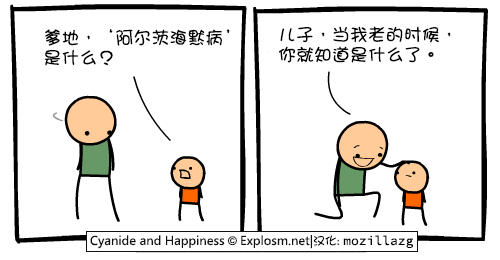 爹地，‘阿尔茨海默病’
是什么？
儿子，当我老的时候，
你就知道是什么了。
Cyanide and Happiness © Explosm.net|汉化: mozillazg